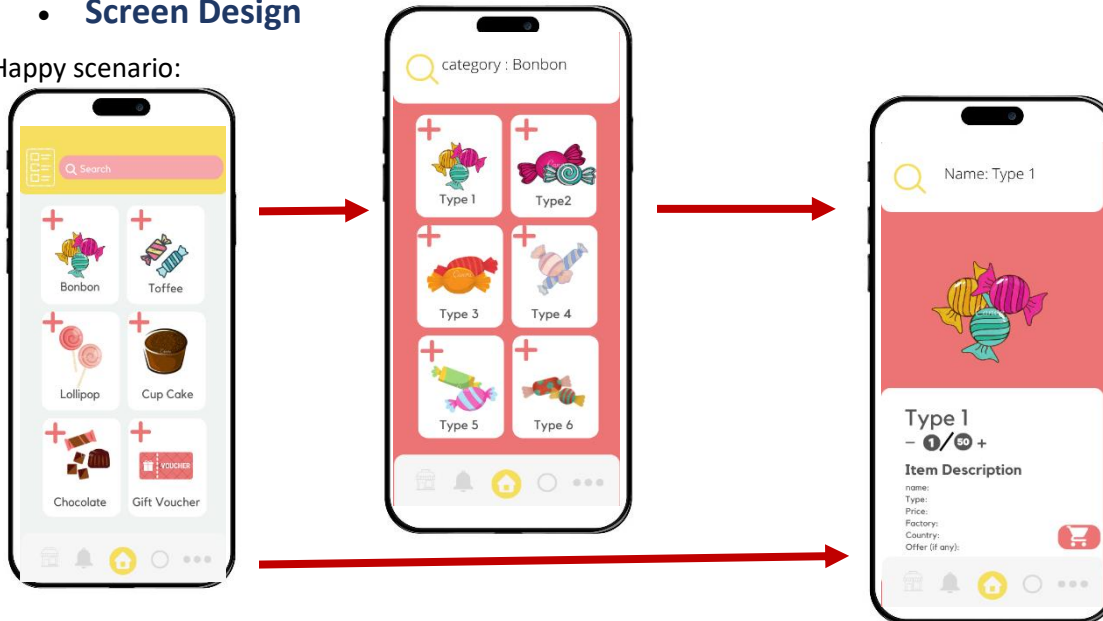 • Screen Design
Happy scenario:
Search
Bonbon
Toffee
Lollipop
Cup Cake
VOUCHER
Chocolate
Gift Voucher
category : Bonbon
Type 1
Type2
Type 3
Type 4
Type 5
Type 6
Name: Type 1
Type 1
− 1/50 +
Item Description
name:
Type:
Price:
Factory:
Country:
Offer (if any):